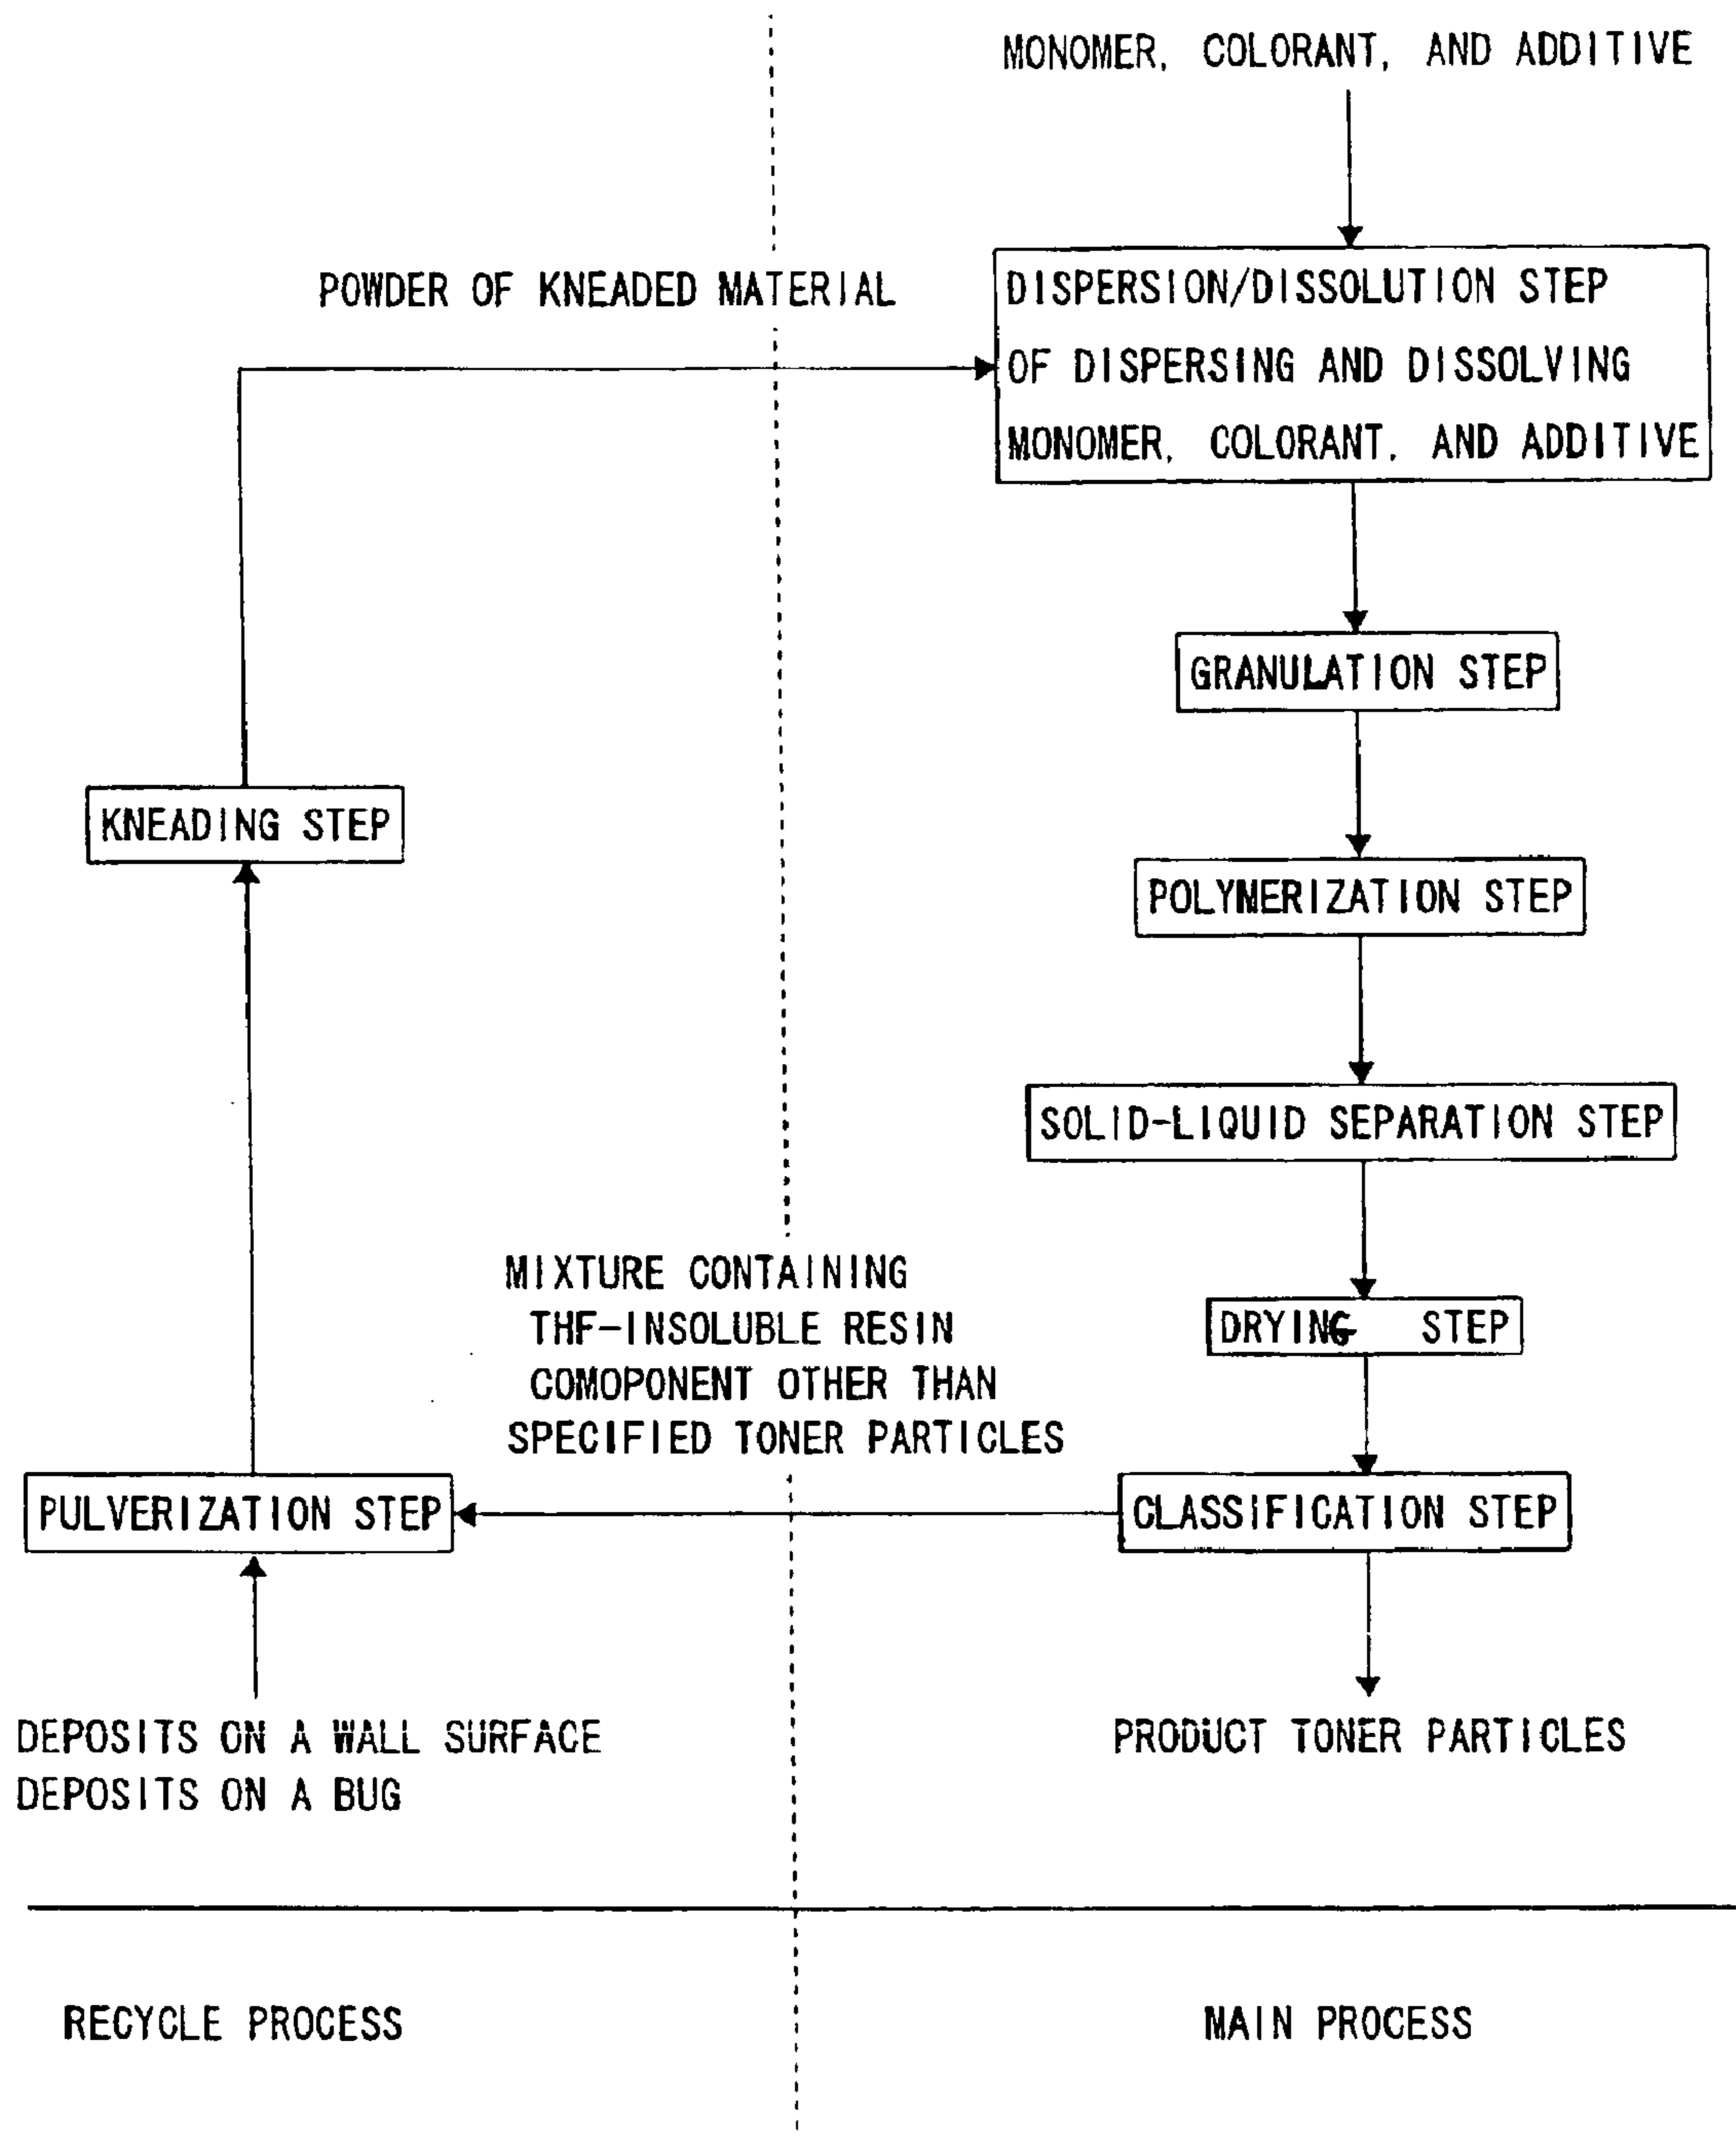 MONOMER, COLORANT, AND ADDITIVE
POWDER OF KNEADED MATERIAL
DISPERSION/DISSOLUTION STEP
OF DISPERSING AND DISSOLVING
MONOMER, COLORANT, AND ADDITIVE
GRANULATION STEP
KNEADING STEP
POLYMERIZATION STEP
SOLID-LIQUID SEPARATION STEP
MIXTURE CONTAINING
THF-INSOLUBLE RESIN
COMOPONENT OTHER THAN
SPECIFIED TONER PARTICLES
DRYING STEP
PULVERIZATION STEP
CLASSIFICATION STEP
DEPOSITS ON A WALL SURFACE
DEPOSITS ON A BUG
PRODUCT TONER PARTICLES
RECYCLE PROCESS
MAIN PROCESS